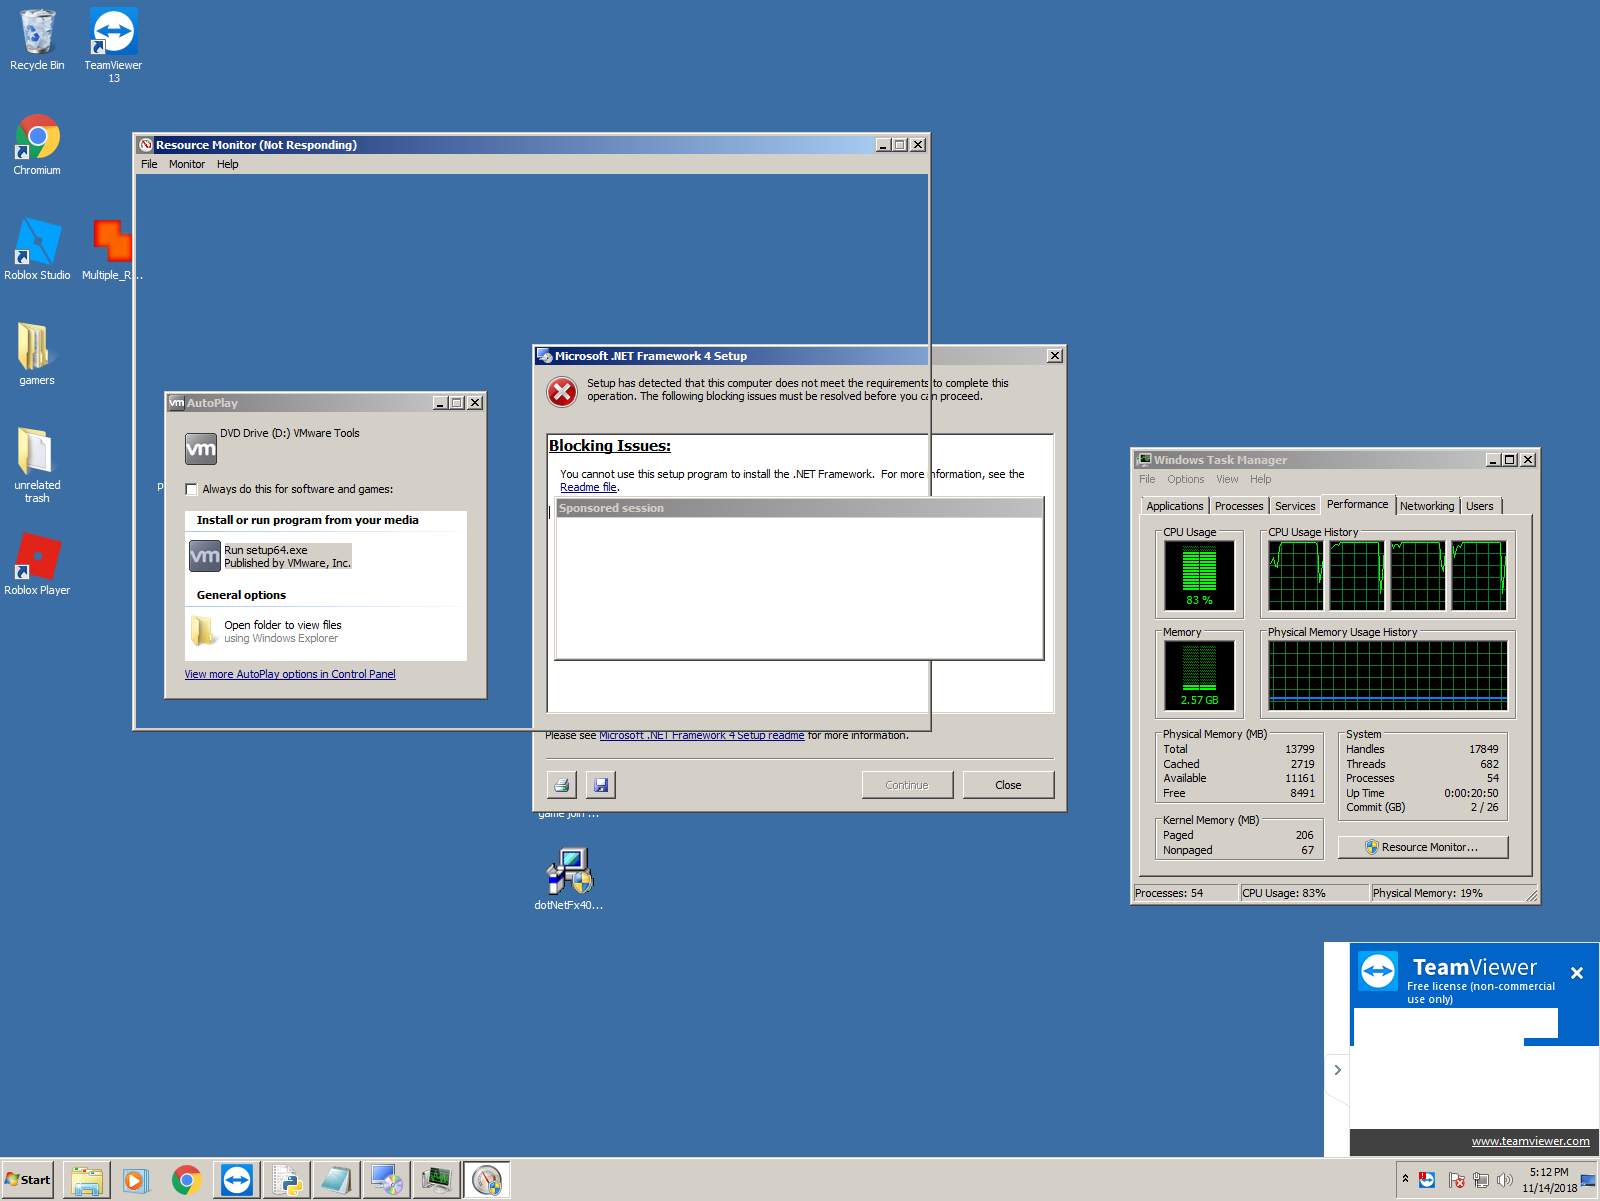 Recycle Bin
TeamViewer
13
Chromium
Roblox Studio
Multiple_R...
gamers
unrelated
trash
Roblox Player
Resource Monitor (Not Responding)
File Monitor Help
AutoPlay
DVD Drive (D:) VMware Tools
Always do this for software and games:
Install or run program from your media
Run setup64.exe
Published by VMware, Inc.
General options
Open folder to view files
using Windows Explorer
View more AutoPlay options in Control Panel
Microsoft .NET Framework 4 Setup
Setup has detected that this computer does not meet the requirements to complete this
operation. The following blocking issues must be resolved before you can proceed.
Blocking Issues:
You cannot use this setup program to install the .NET Framework. For more information, see the
Readme file.
Sponsored session
Please see Microsoft .NET Framework 4 Setup readme for more information.
Continue
Close
game join ...
dotNetFx40...
Windows Task Manager
File Options View Help
Applications Processes Services Performance Networking Users
CPU Usage
83 %
CPU Usage History
Memory
2.57 GB
Physical Memory Usage History
Physical Memory (MB)
Total 13799
Cached 2719
Available 11161
Free 8491
Kernel Memory (MB)
Paged 206
Nonpaged 67
System
Handles 17849
Threads 682
Processes 54
Up Time 0:00:20:50
Commit (GB) 2 / 26
Resource Monitor...
Processes: 54
CPU Usage: 83%
Physical Memory: 19%
TeamViewer
Free license (non-commercial
use only)
www.teamviewer.com
Start
5:12 PM
11/14/2018
vm
vm
vm